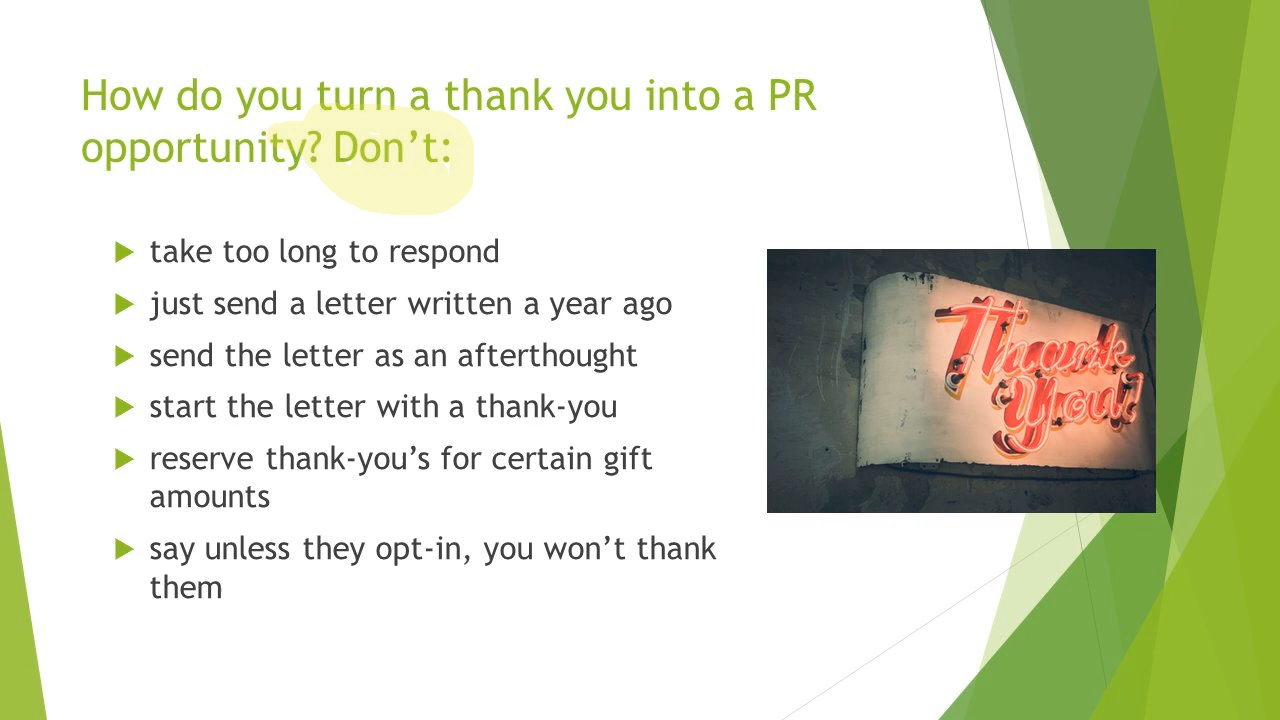 How do you turn a thank you into a PR
opportunity? Don’t:
take too long to respond
just send a letter written a year ago
send the letter as an afterthought
start the letter with a thank-you
reserve thank-you’s for certain gift
amounts
say unless they opt-in, you won’t thank
them
Thank
You!